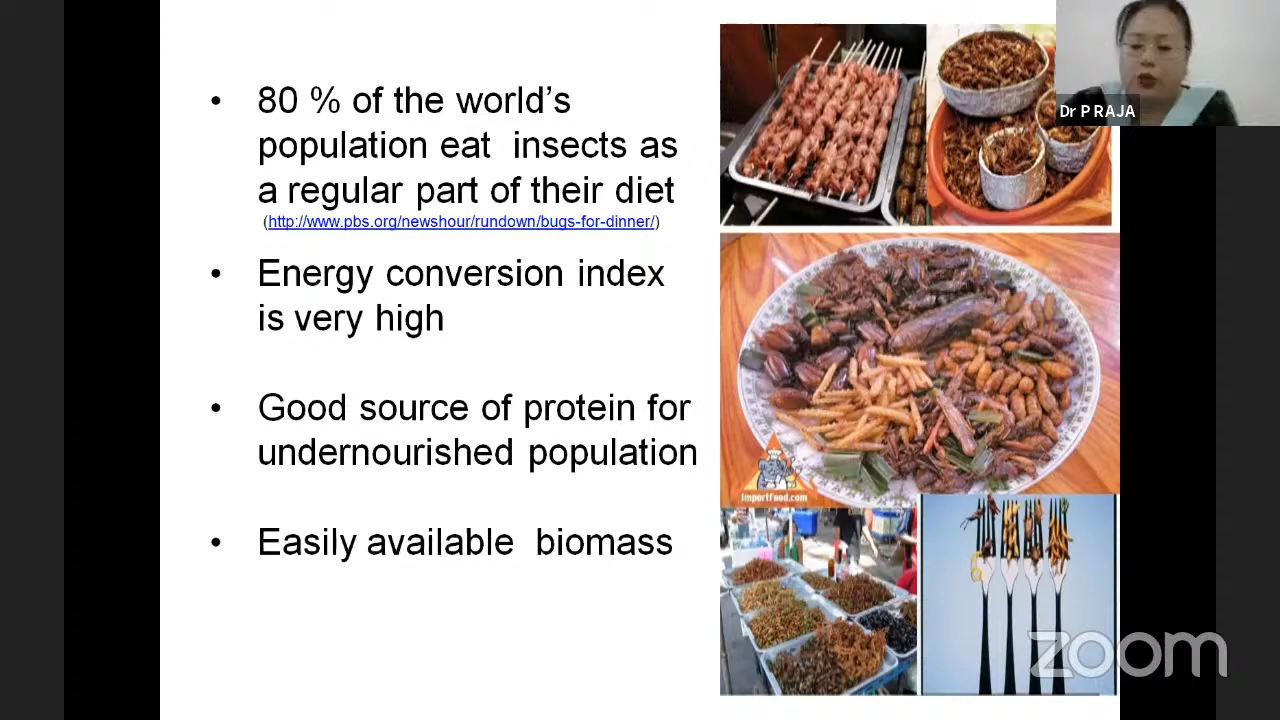 • 80 % of the world’s
population eat insects as
a regular part of their diet
(http://www.pbs.org/newshour/rundown/bugs-for-dinner/)
• Energy conversion index
is very high
• Good source of protein for
undernourished population
• Easily available biomass
Dr P RAJA
Importfood.com
zoom